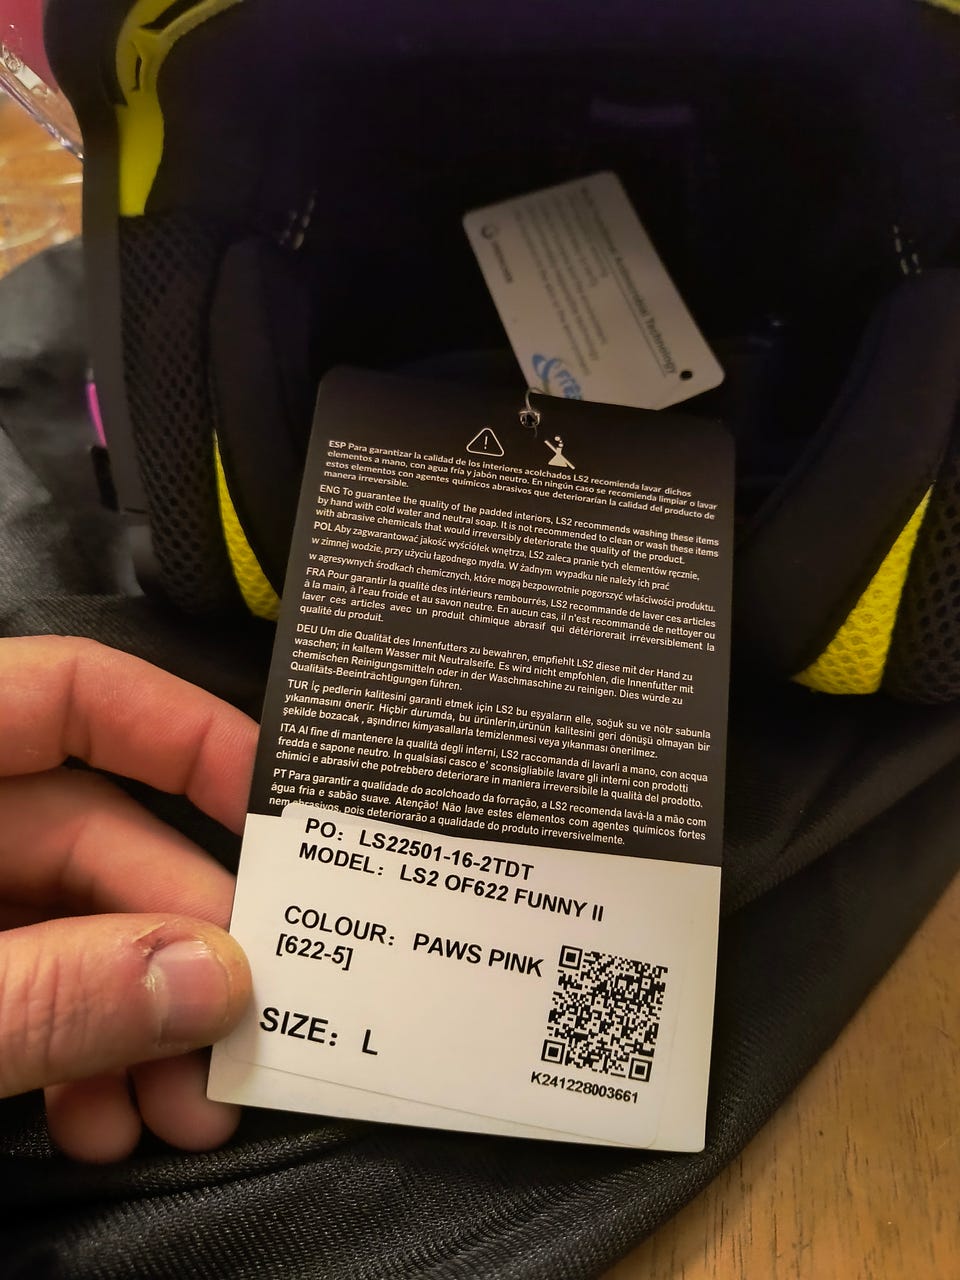 Antimicrobial Technology
ESP Para garantizar la calidad de los interiores acolchados LS2 recomienda lavar dichos
elementos a mano, con agua fría y jabón neutro. En ningún caso se recomienda limpiar o lavar
estos elementos con agentes químicos abrasivos que deteriorarían la calidad del producto de
manera irreversible.
ENG To guarantee the quality of the padded interiors, LS2 recommends washing these items
by hand with cold water and neutral soap. It is not recommended to clean or wash these items
with abrasive chemicals that would irreversibly deteriorate the quality of the product.
POL Aby zagwarantować jakość wyściółek wnętrza, LS2 zaleca pranie tych elementów ręcznie,
w zimnej wodzie, przy użyciu łagodnego mydła. W żadnym wypadku nie należy ich prać
w agresywnych środkach chemicznych, które mogą bezpowrotnie pogorszyć właściwości produktu.
FRA Pour garantir la qualité des intérieurs rembourrés, LS2 recommande de laver ces articles
à la main, à l'eau froide et au savon neutre. En aucun cas, il n'est recommandé de nettoyer ou
laver ces articles avec un produit chimique abrasif qui détériorerait irréversiblement la
qualité du produit.
DEU Um die Qualität des Innenfutters zu bewahren, empfiehlt LS2 diese mit der Hand zu
waschen; in kaltem Wasser mit Neutralseife. Es wird nicht empfohlen, die Innenfutter mit
chemischen Reinigungsmitteln oder in der Waschmaschine zu reinigen. Dies würde zu
Qualitäts-Beeinträchtigungen führen.
TUR İç pedlerin kalitesini garanti etmek için LS2 bu eşyaların elle, soğuk su ve nötr sabunla
yıkanmasını önerir. Hiçbir durumda, bu ürünlerin,ürünün kalitesini geri dönüşü olmayan bir
şekilde bozacak , aşındırıcı kimyasallarla temizlenmesi veya yıkanması önerilmez.
ITA Al fine di mantenere la qualità degli interni, LS2 raccomanda di lavarli a mano, con acqua
fredda e sapone neutro. In qualsiasi casco e' sconsigliabile lavare gli interni con prodotti
chimici e abrasivi che potrebbero deteriorare in maniera irreversibile la qualità del prodotto.
PT Para garantir a qualidade do acolchoado da forração, a LS2 recomenda lavá-la a mão com
água fria e sabão suave. Atenção! Não lave estes elementos com agentes químicos fortes
nem abrasivos, pois deteriorarão a qualidade do produto irreversivelmente.
PO: LS22501-16-2TDT
MODEL: LS2 OF622 FUNNY II
COLOUR: PAWS PINK
[622-5]
SIZE: L
K241228003661